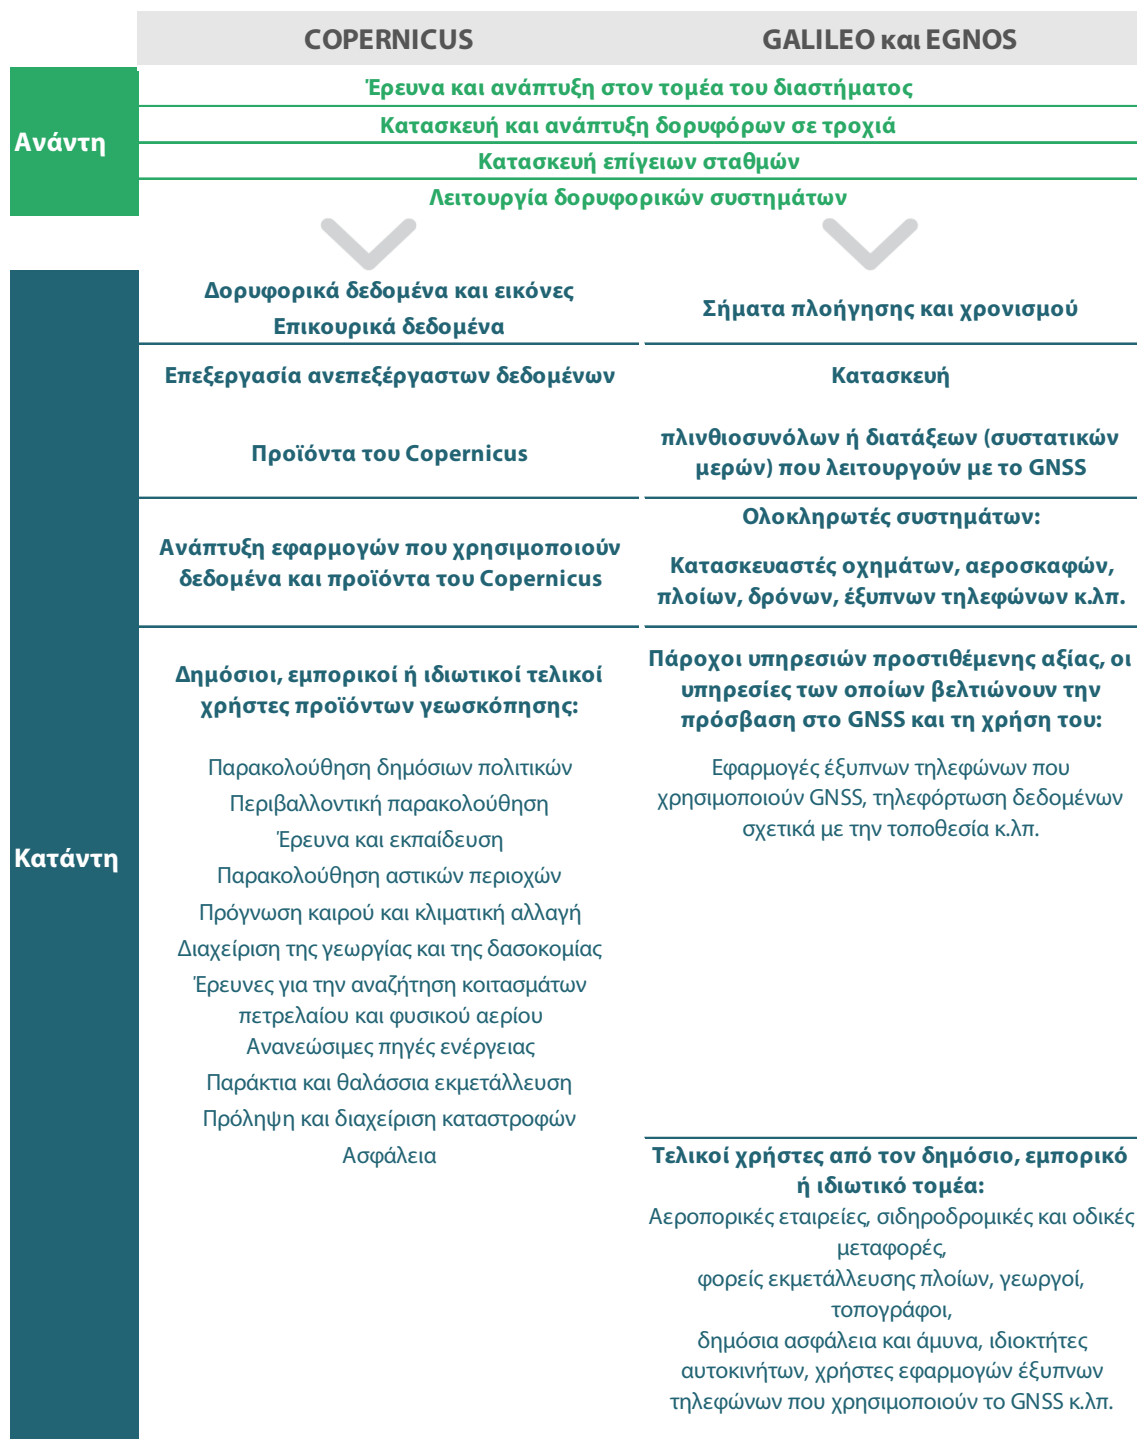 COPERNICUS
GALILEO και EGNOS
Ανάντη
Έρευνα και ανάπτυξη στον τομέα του διαστήματος
Κατασκευή και ανάπτυξη δορυφόρων σε τροχιά
Κατασκευή επίγειων σταθμών
Λειτουργία δορυφορικών συστημάτων
Κατάντη
Δορυφορικά δεδομένα και εικόνες
Επικουρικά δεδομένα
Σήματα πλοήγησης και χρονισμού
Επεξεργασία ανεπεξέργαστων δεδομένων
Προϊόντα του Copernicus
Κατασκευή
πλινθιοσυνόλων ή διατάξεων (συστατικών
μερών) που λειτουργούν με το GNSS
Ανάπτυξη εφαρμογών που χρησιμοποιούν
δεδομένα και προϊόντα του Copernicus
Ολοκληρωτές συστημάτων:
Κατασκευαστές οχημάτων, αεροσκαφών,
πλοίων, δρόνων, έξυπνων τηλεφώνων κ.λπ.
Δημόσιοι, εμπορικοί ή ιδιωτικοί τελικοί
χρήστες προϊόντων γεωσκόπησης:
Παρακολούθηση δημόσιων πολιτικών
Περιβαλλοντική παρακολούθηση
Έρευνα και εκπαίδευση
Παρακολούθηση αστικών περιοχών
Πρόγνωση καιρού και κλιματική αλλαγή
Διαχείριση της γεωργίας και της δασοκομίας
Έρευνες για την αναζήτηση κοιτασμάτων
πετρελαίου και φυσικού αερίου
Ανανεώσιμες πηγές ενέργειας
Παράκτια και θαλάσσια εκμετάλλευση
Πρόληψη και διαχείριση καταστροφών
Ασφάλεια
Πάροχοι υπηρεσιών προστιθέμενης αξίας, οι
υπηρεσίες των οποίων βελτιώνουν την
πρόσβαση στο GNSS και τη χρήση του:
Εφαρμογές έξυπνων τηλεφώνων που
χρησιμοποιούν GNSS, τηλεφόρτωση δεδομένων
σχετικά με την τοποθεσία κ.λπ.
Τελικοί χρήστες από τον δημόσιο, εμπορικό
ή ιδιωτικό τομέα:
Αεροπορικές εταιρείες, σιδηροδρομικές και οδικές
μεταφορές,
φορείς εκμετάλλευσης πλοίων, γεωργοί,
τοπογράφοι,
δημόσια ασφάλεια και άμυνα, ιδιοκτήτες
αυτοκινήτων, χρήστες εφαρμογών έξυπνων
τηλεφώνων που χρησιμοποιούν το GNSS κ.λπ.